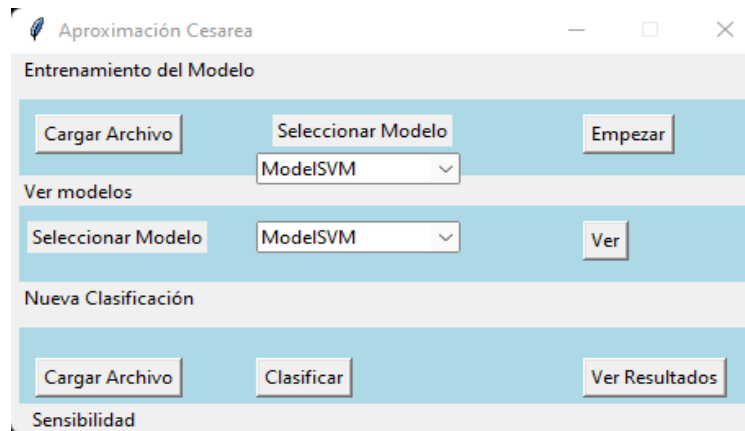 Aproximación Cesarea
Entrenamiento del Modelo
Cargar Archivo
Seleccionar Modelo
Empezar
ModelSVM
Ver modelos
Seleccionar Modelo
ModelSVM
Ver
Nueva Clasificación
Cargar Archivo
Clasificar
Ver Resultados
Sensibilidad